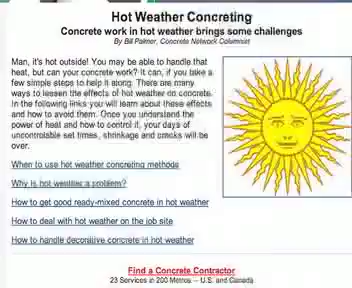 Hot Weather Concreting
Concrete work in hot weather brings some challenges
By Bill Palmer, Concrete Network Columnist
Man, it's hot outside! You may be able to handle that
heat, but can your concrete work? It can, if you take a
few simple steps to help it along. There are many
ways to lessen the effects of hot weather on concrete.
In the following links you will learn about these effects
and how to avoid them. Once you understand the
power of heat and how to control it, your days of
uncontrollable set times, shrinkage and cracks will be
over.
When to use hot weather concreting methods
Why is hot weather a problem?
How to get good ready-mixed concrete in hot weather
How to deal with hot weather on the job site
How to handle decorative concrete in hot weather
Find a Concrete Contractor
23 Services in 200 Metros -- U.S. and Canada